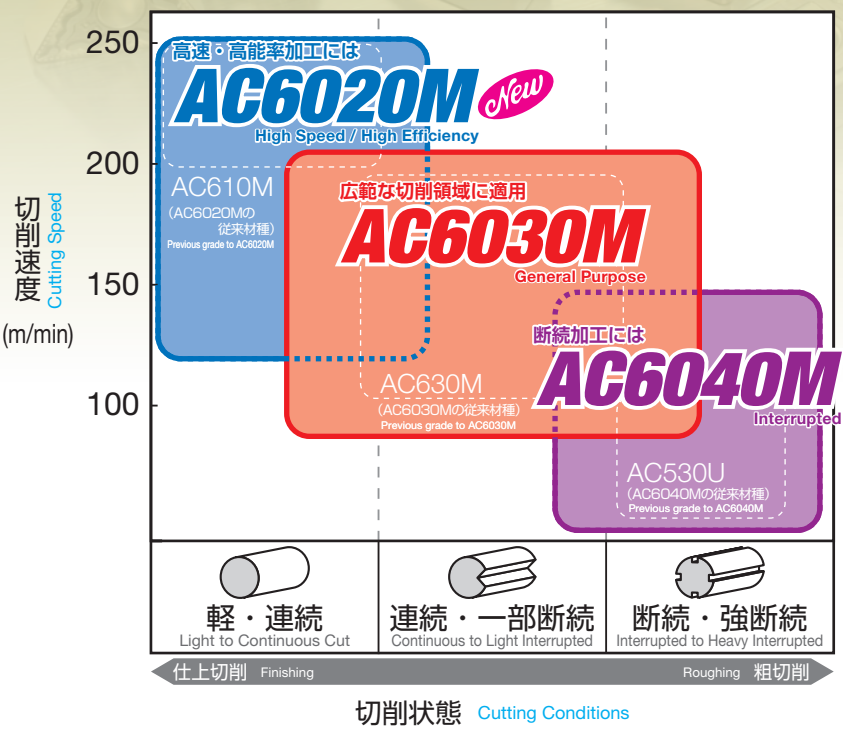 250
200
150
100
切削速度
Cutting Speed
(m/min)
高速・高能率加工には
AC6020M New
High Speed / High Efficiency
AC610M
(AC6020Mの
従来材種)
Previous grade to AC6020M
広範な切削領域に適用
AC6030M
General Purpose
AC630M
(AC6030Mの従来材種)
Previous grade to AC6030M
断続加工には
AC6040M
Interrupted
AC530U
(AC6040Mの従来材種)
Previous grade to AC6040M
軽・連続
Light to Continuous Cut
連続・一部断続
Continuous to Light Interrupted
断続・強断続
Interrupted to Heavy Interrupted
仕上切削 Finishing
Roughing 粗切削
切削状態 Cutting Conditions